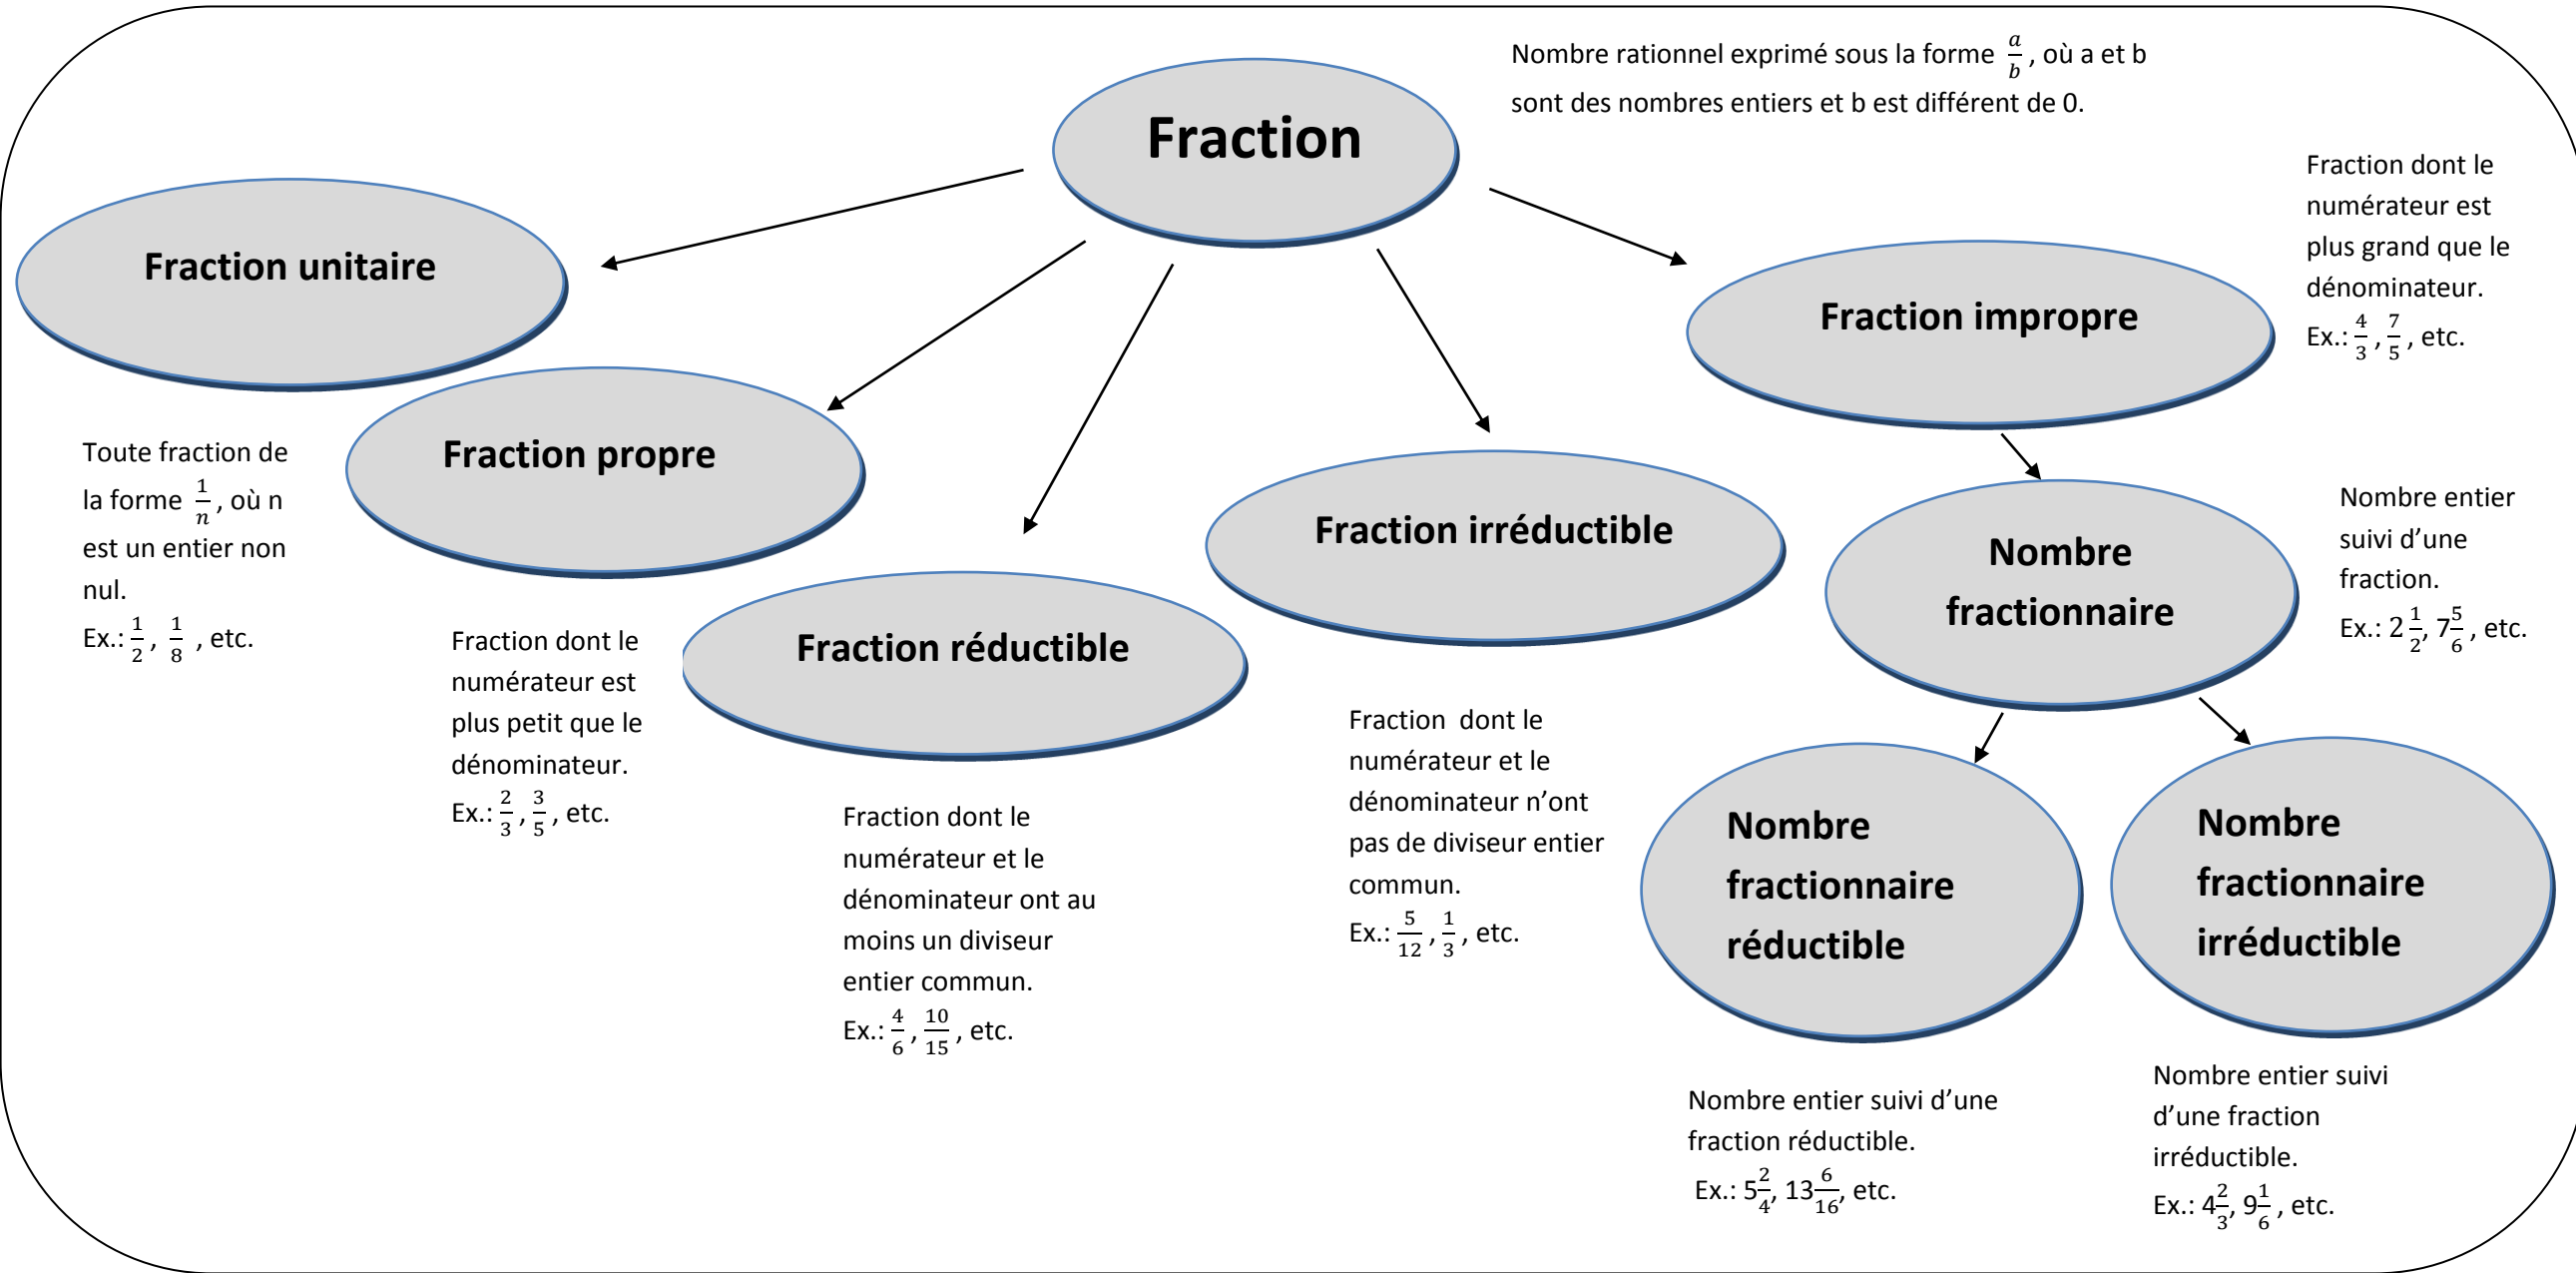 Fraction
Nombre rationnel exprimé sous la forme a/b , où a et b
sont des nombres entiers et b est différent de 0.
Fraction unitaire
Toute fraction de
la forme 1/n , où n
est un entier non
nul.
Ex.: 1/2 , 1/8 , etc.
Fraction propre
Fraction dont le
numérateur est
plus petit que le
dénominateur.
Ex.: 2/3 , 3/5 , etc.
Fraction réductible
Fraction dont le
numérateur et le
dénominateur ont au
moins un diviseur
entier commun.
Ex.: 4/6 , 10/15 , etc.
Fraction irréductible
Fraction dont le
numérateur et le
dénominateur n’ont
pas de diviseur entier
commun.
Ex.: 5/12 , 1/3 , etc.
Fraction impropre
Fraction dont le
numérateur est
plus grand que le
dénominateur.
Ex.: 4/3 , 7/5 , etc.
Nombre
fractionnaire
Nombre entier
suivi d’une
fraction.
Ex.: 2 1/2, 7 5/6 , etc.
Nombre
fractionnaire
réductible
Nombre entier suivi d’une
fraction réductible.
Ex.: 5 2/4, 13 6/16, etc.
Nombre
fractionnaire
irréductible
Nombre entier suivi
d’une fraction
irréductible.
Ex.: 4 2/3, 9 1/6 , etc.